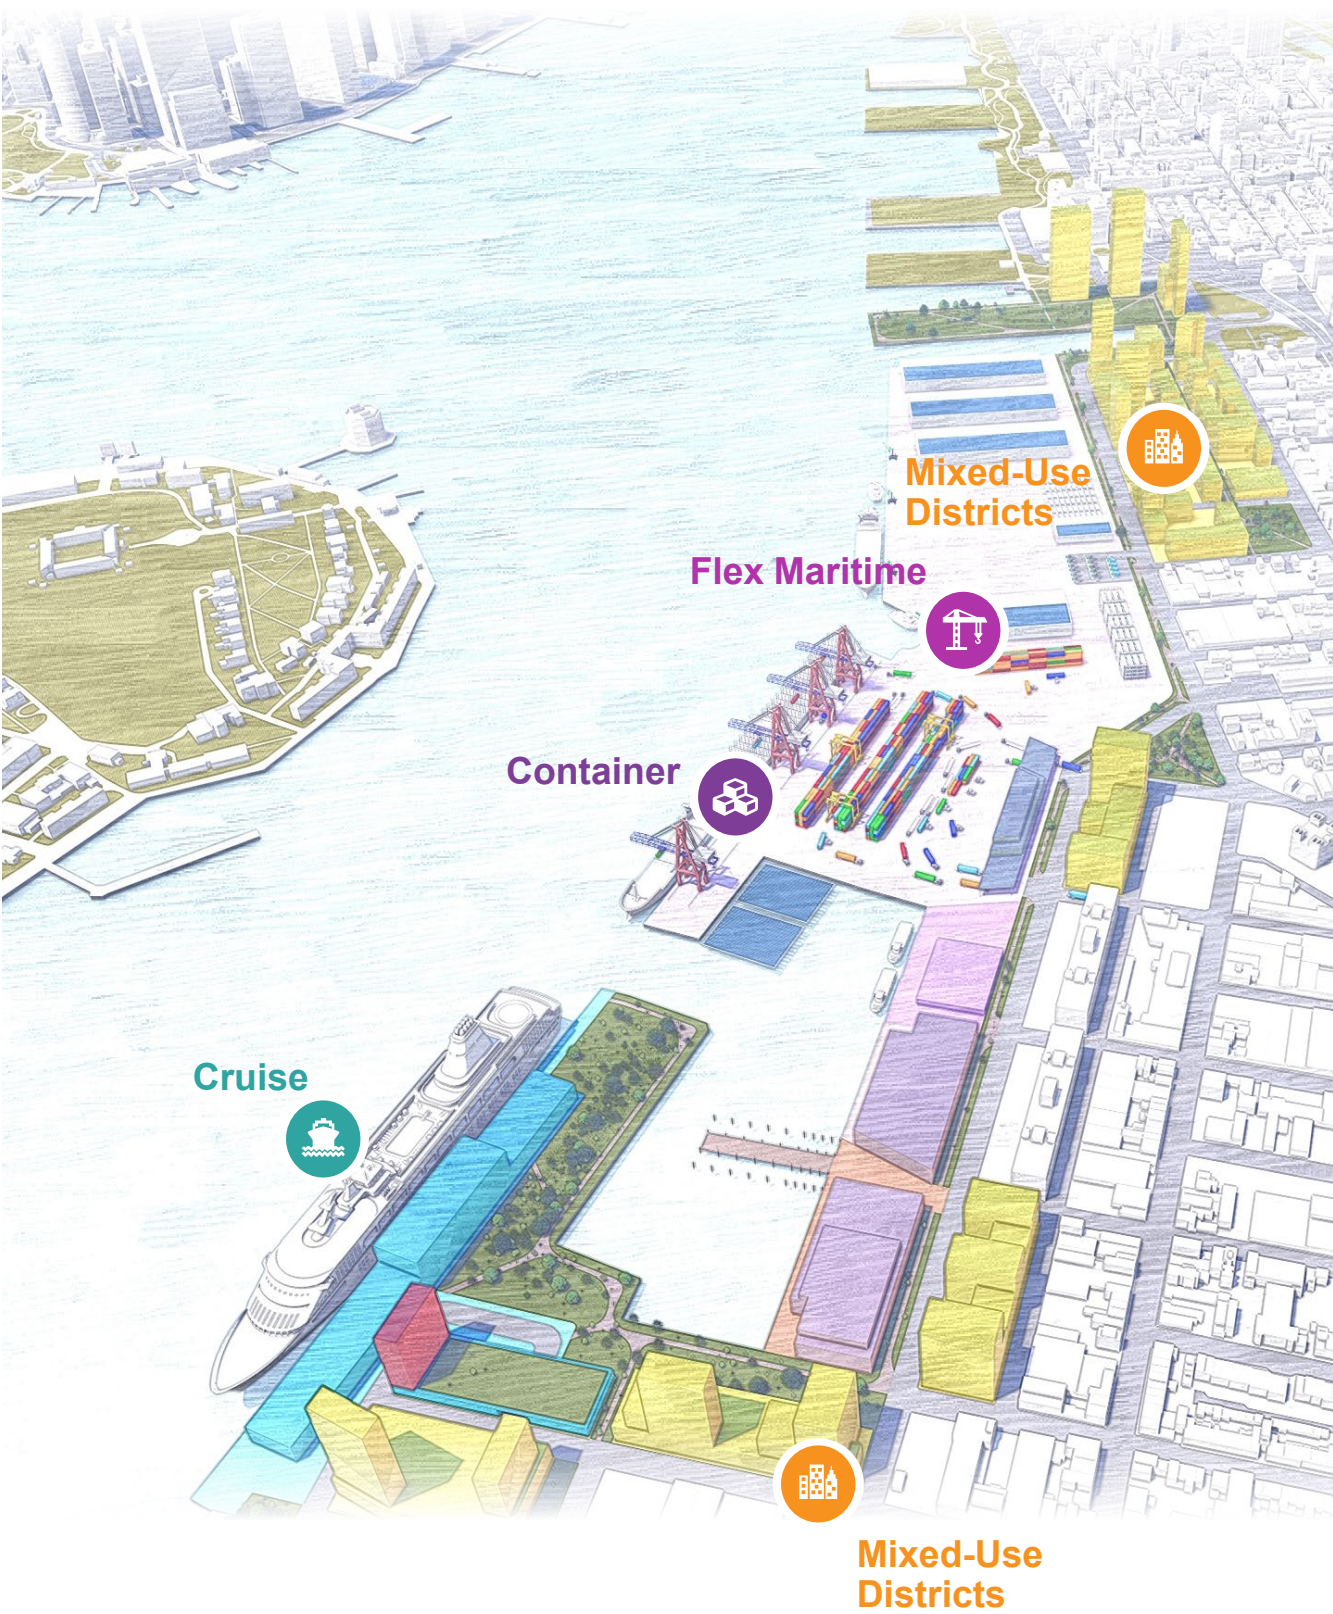 Mixed-Use
Districts
Flex Maritime
Container
Cruise
Mixed-Use
Districts